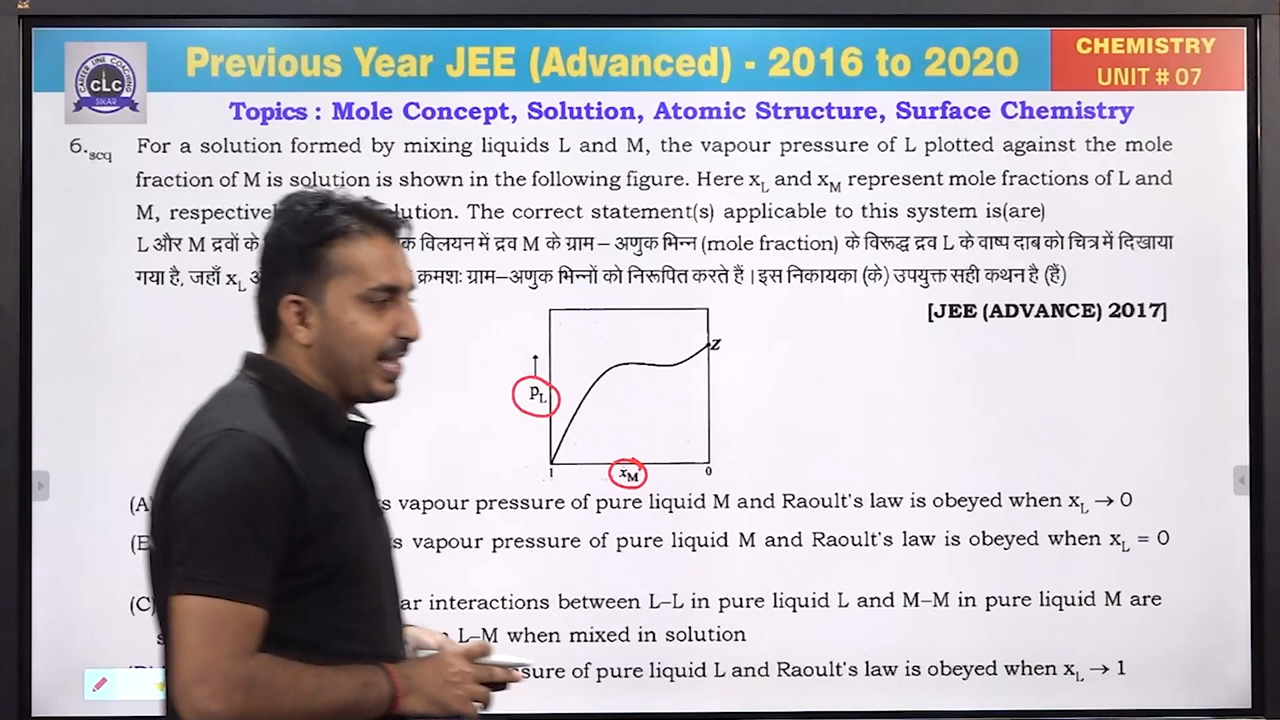 Previous Year JEE (Advanced) - 2016 to 2020
CHEMISTRY
UNIT # 07
CAREER LINE COACHING
CLC
SIKAR
Topics : Mole Concept, Solution, Atomic Structure, Surface Chemistry
6.scq For a solution formed by mixing liquids L and M, the vapour pressure of L plotted against the mole
fraction of M is solution is shown in the following figure. Here xL and xM represent mole fractions of L and
M, lution. The correct statement(s) applicable to this system is(are)
L और M द्रवों के क विलयन में द्रव M के ग्राम – अणुक भिन्न (mole fraction) के विरूद्ध द्रव L के वाष्प दाब को चित्र में दिखाया
गया है, जहाँ xL क्रमशः ग्राम–अणुक भिन्नों को निरूपित करते हैं। इस निकायका (के) उपयुक्त सही कथन है (हैं)
[JEE (ADVANCE) 2017]
Z
pL
1 xM 0
(A) s vapour pressure of pure liquid M and Raoult's law is obeyed when xL → 0
s vapour pressure of pure liquid M and Raoult's law is obeyed when xL = 0
(C) ar interactions between L–L in pure liquid L and M–M in pure liquid M are
L–M when mixed in solution
sure of pure liquid L and Raoult's law is obeyed when xL → 1